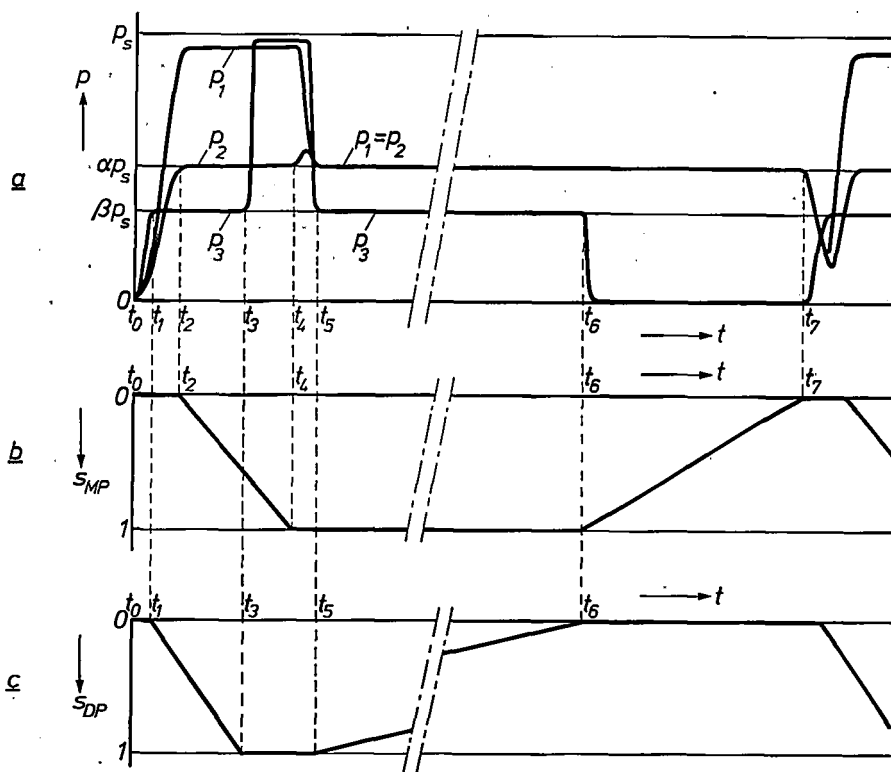 p_s
p
p_1
p_2
p_1=p_2
a
αp_s
βp_s
p_3
p_3
0
t_0 t_1 t_2 t_3 t_4 t_5 t_6 t_7
t
t_0 t_2 t_4 t_6 t t_7
0
b
s_MP
1
t_0 t_1 t_3 t_5 t_6 t
0
c
s_DP
1